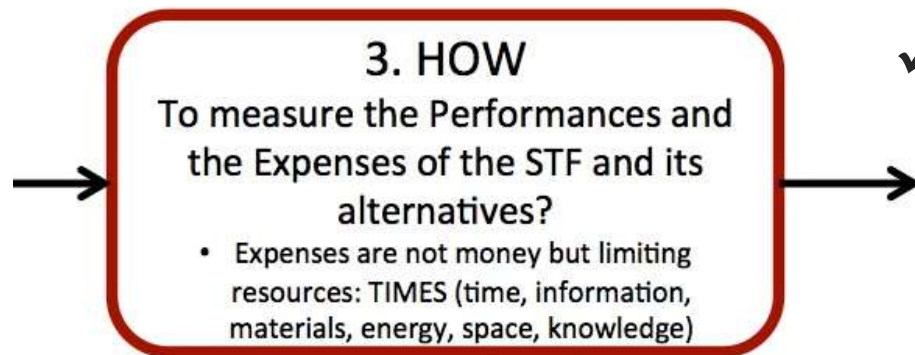 3. HOW
To measure the Performances and
the Expenses of the STF and its
alternatives?
• Expenses are not money but limiting
resources: TIMES (time, information,
materials, energy, space, knowledge)